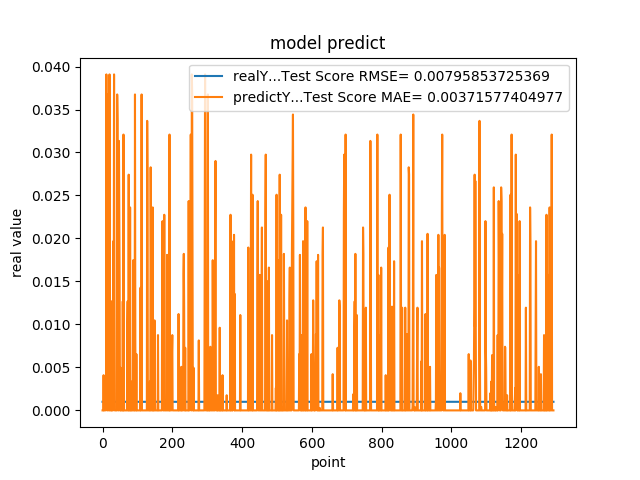 model predict
realY...Test Score RMSE= 0.00795853725369
predictY...Test Score MAE= 0.00371577404977
real value
0.040
0.035
0.030
0.025
0.020
0.015
0.010
0.005
0.000
0 200 400 600 800 1000 1200
point